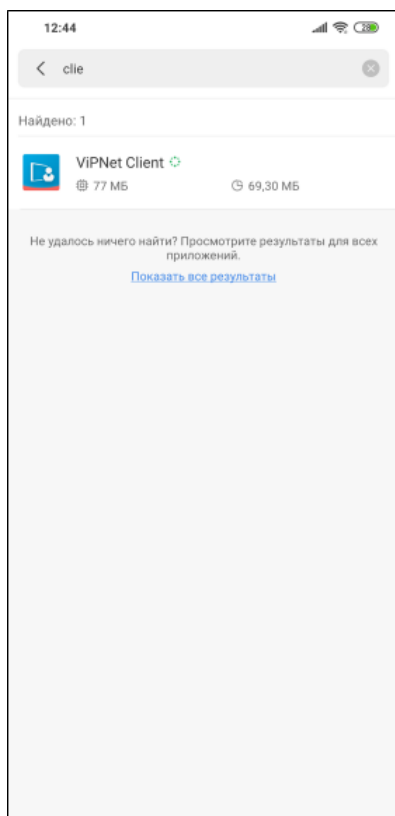 12:44
28
clie
Найдено: 1
ViPNet Client
77 МБ
69,30 МБ
Не удалось ничего найти? Просмотрите результаты для всех
приложений.
Показать все результаты